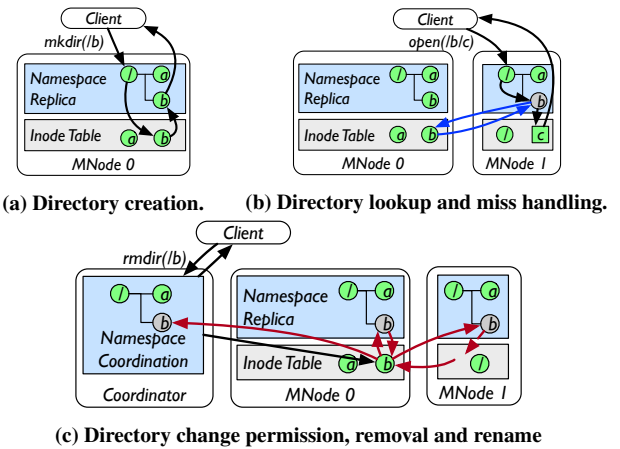 Client
mkdir(/b)
Namespace
Replica
/ a
b
Inode Table a b
MNode 0
(a) Directory creation.
Client
open(/b/c)
Namespace
Replica
/ a
b
Inode Table a b
MNode 0
/ a
b
/ c
MNode 1
(b) Directory lookup and miss handling.
Client
rmdir(/b)
/ a
b
Namespace
Coordination
Coordinator
Namespace
Replica
/ a
b
Inode Table a b
MNode 0
/ a
b
/
MNode 1
(c) Directory change permission, removal and rename